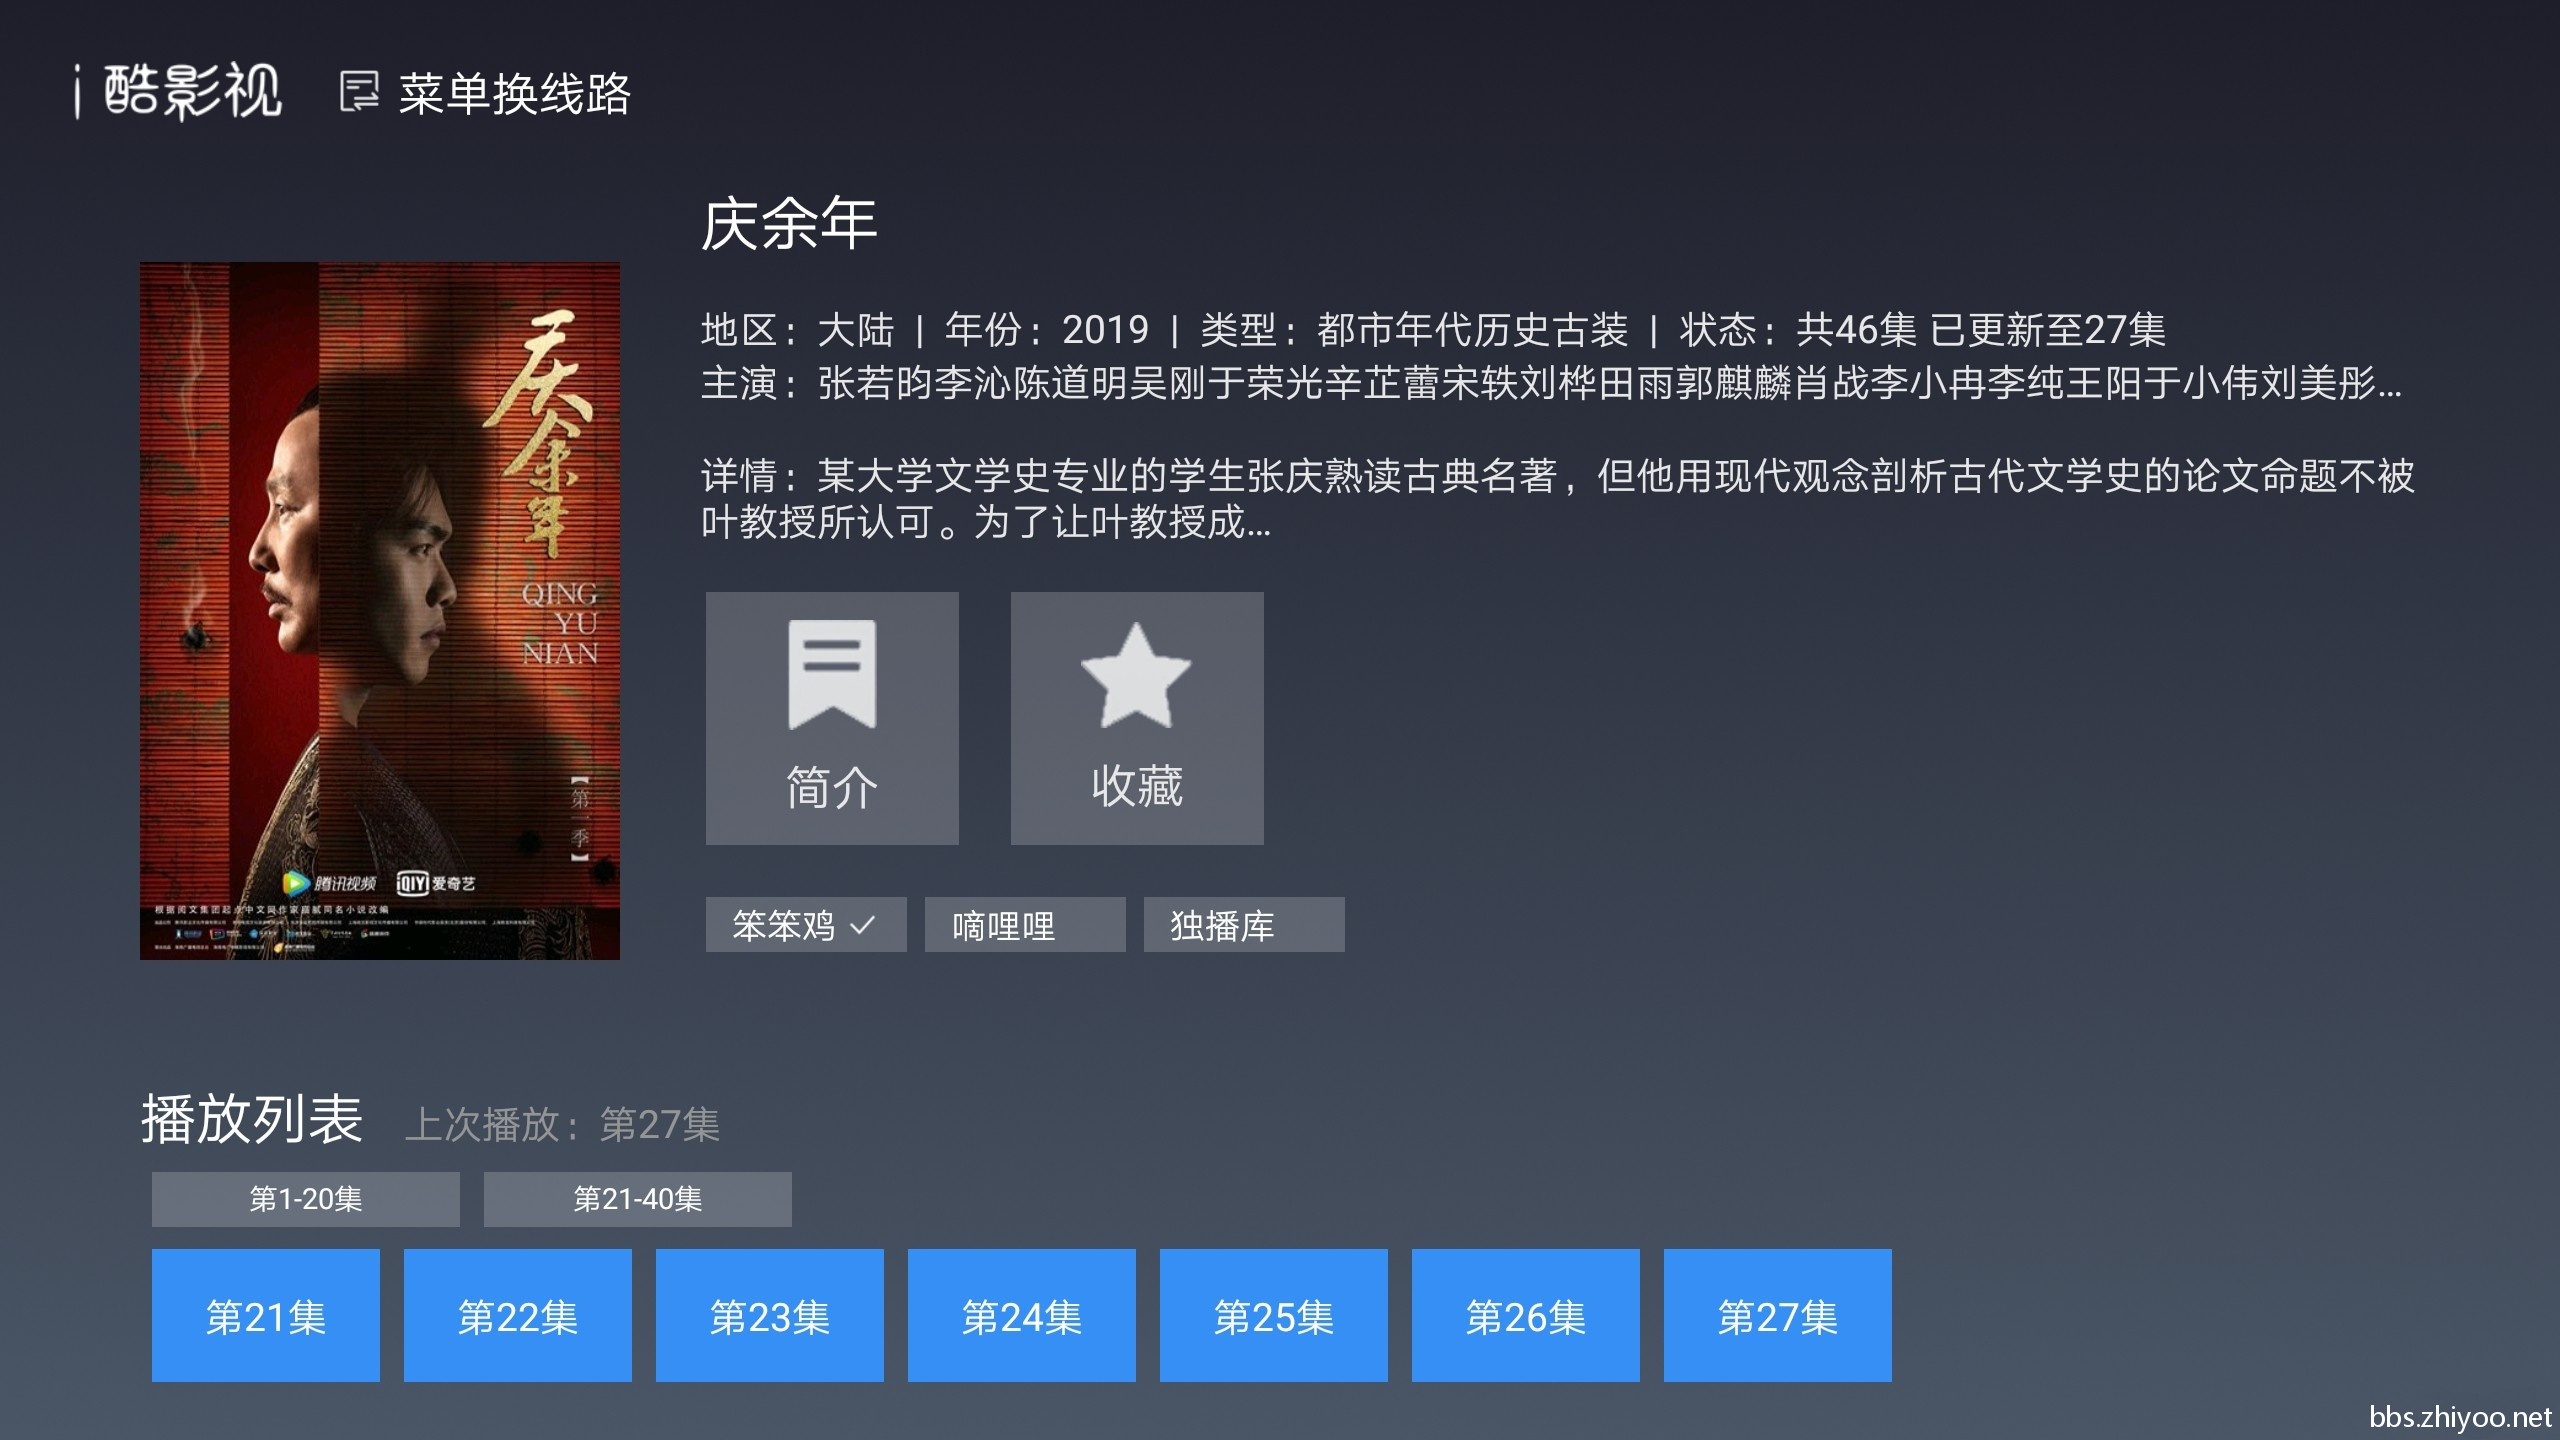 i 酷影视
菜单换线路
庆余年
地区：大陆 | 年份：2019 | 类型：都市年代历史古装 | 状态：共46集 已更新至27集
主演：张若昀李沁陈道明吴刚于荣光辛芷蕾宋轶刘桦田雨郭麒麟肖战李小冉李纯王阳于小伟刘美彤...
详情：某大学文学史专业的学生张庆熟读古典名著，但他用现代观念剖析古代文学史的论文命题不被
叶教授所认可。为了让叶教授成...
庆余年
QING
YU
NIAN
【第一季】
腾讯视频
iQIYI 爱奇艺
根据阅文集团起点中文网作家猫腻同名小说改编
简介
收藏
笨笨鸡
嘀哩哩
独播库
播放列表
上次播放：第27集
第1-20集
第21-40集
第21集
第22集
第23集
第24集
第25集
第26集
第27集
bbs.zhiyoo.net